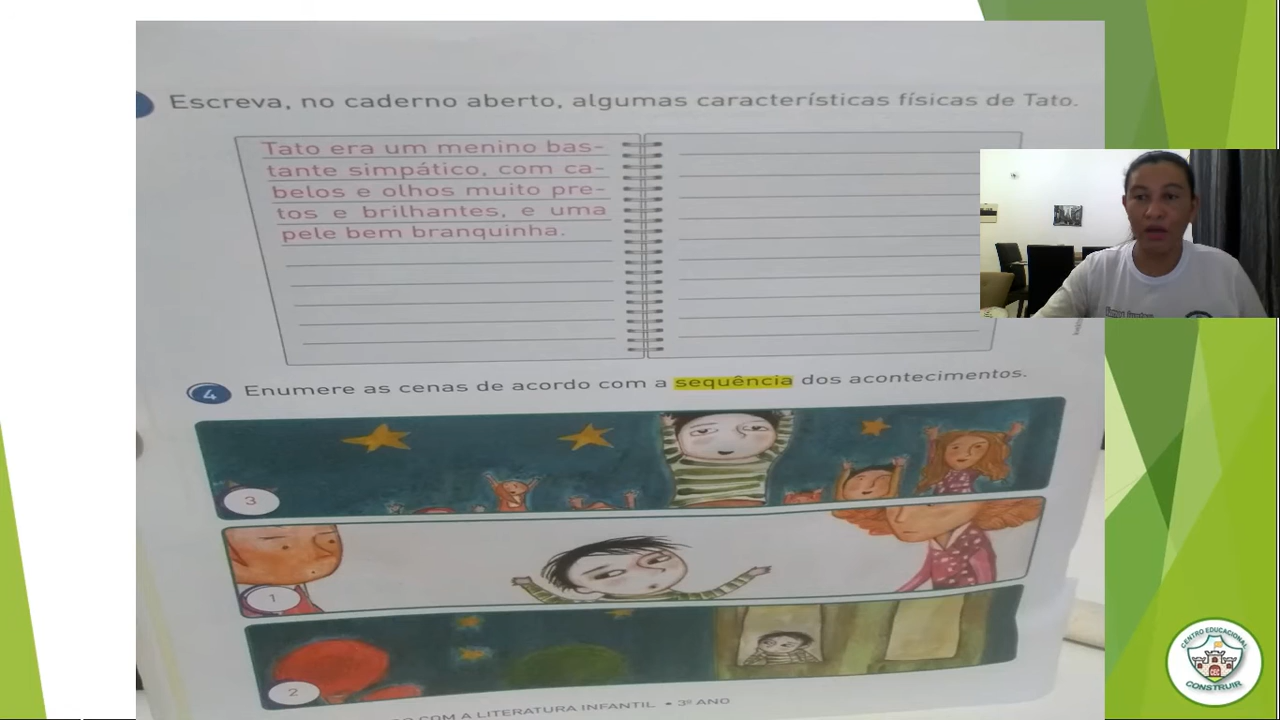 Escreva, no caderno aberto, algumas características físicas de Tato.
Tato era um menino bas-
tante simpático, com ca-
belos e olhos muito pre-
tos e brilhantes, e uma
pele bem branquinha.
4 Enumere as cenas de acordo com a sequência dos acontecimentos.
3
1
2
COM A LITERATURA INFANTIL • 3º ANO
CENTRO EDUCACIONAL
CONSTRUIR